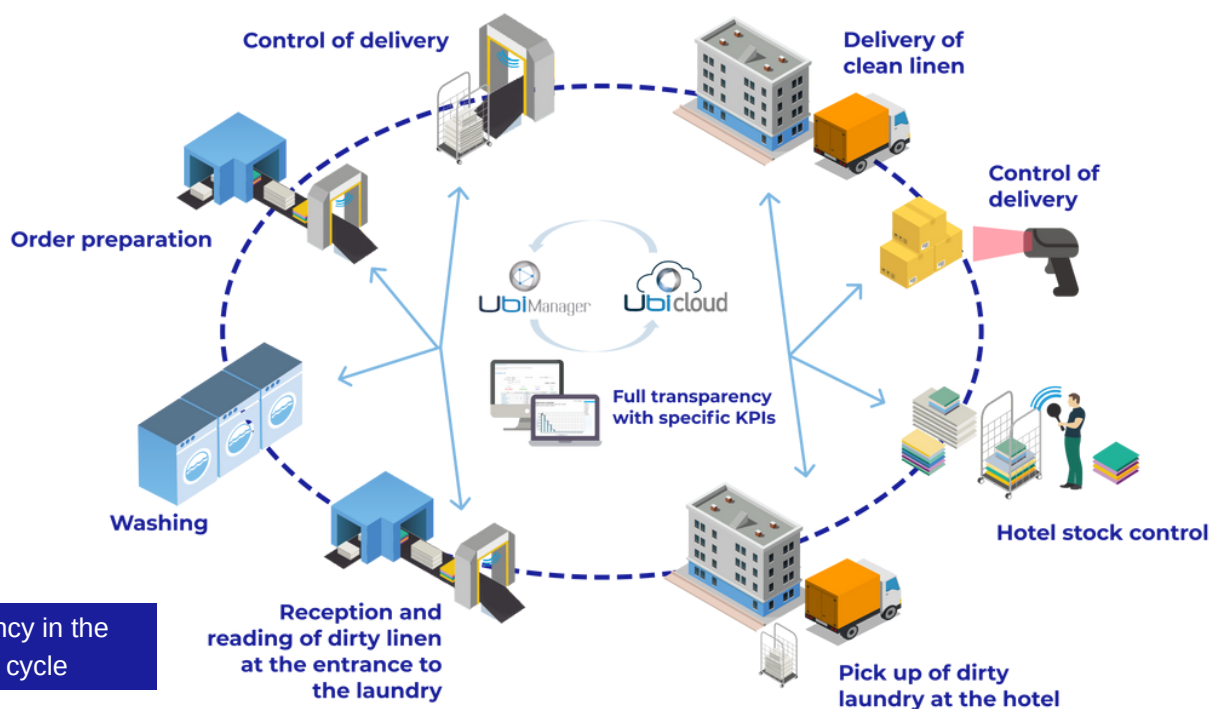 Control of delivery
Delivery of
clean linen
Control of
delivery
Order preparation
UbiManager
Ubicloud
Full transparency
with specific KPIs
Washing
Hotel stock control
Reception and
reading of dirty linen
at the entrance to
the laundry
Pick up of dirty
laundry at the hotel
ncy in the
cycle